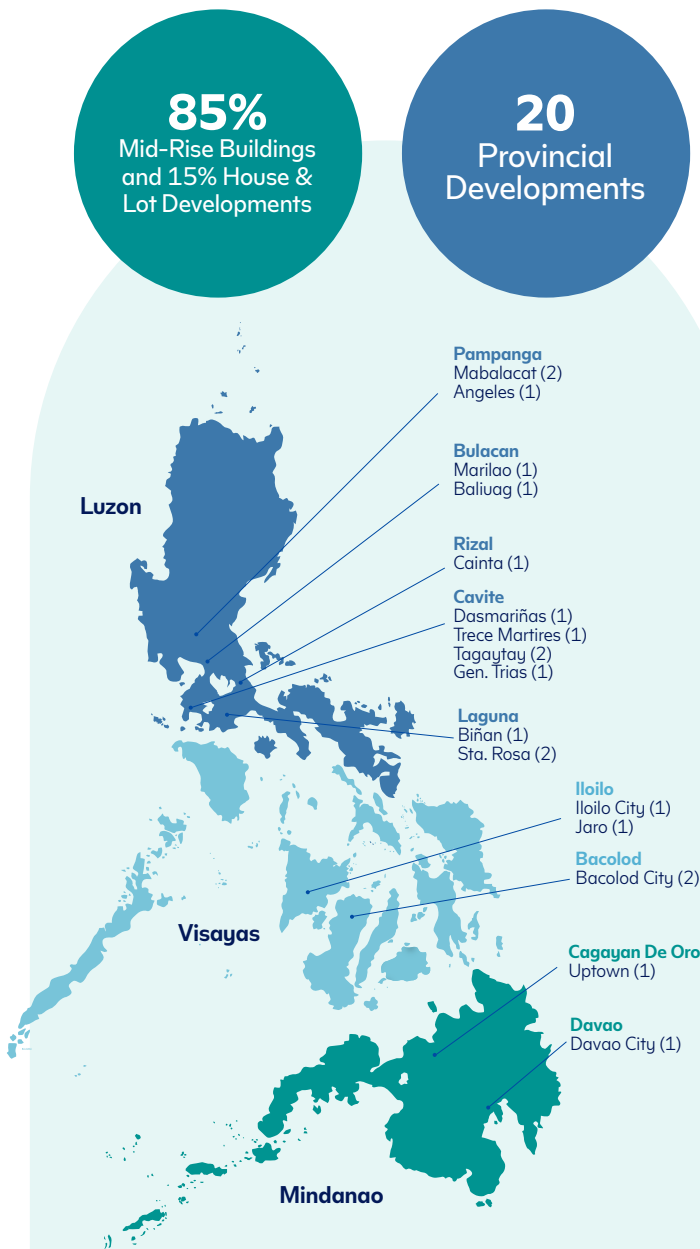 85%
Mid-Rise Buildings
and 15% House &
Lot Developments
20
Provincial
Developments
Pampanga
Mabalacat (2)
Angeles (1)
Bulacan
Marilao (1)
Baliuag (1)
Luzon
Rizal
Cainta (1)
Cavite
Dasmariñas (1)
Trece Martires (1)
Tagaytay (2)
Gen. Trias (1)
Laguna
Biñan (1)
Sta. Rosa (2)
Iloilo
Iloilo City (1)
Jaro (1)
Bacolod
Bacolod City (2)
Visayas
Cagayan De Oro
Uptown (1)
Davao
Davao City (1)
Mindanao